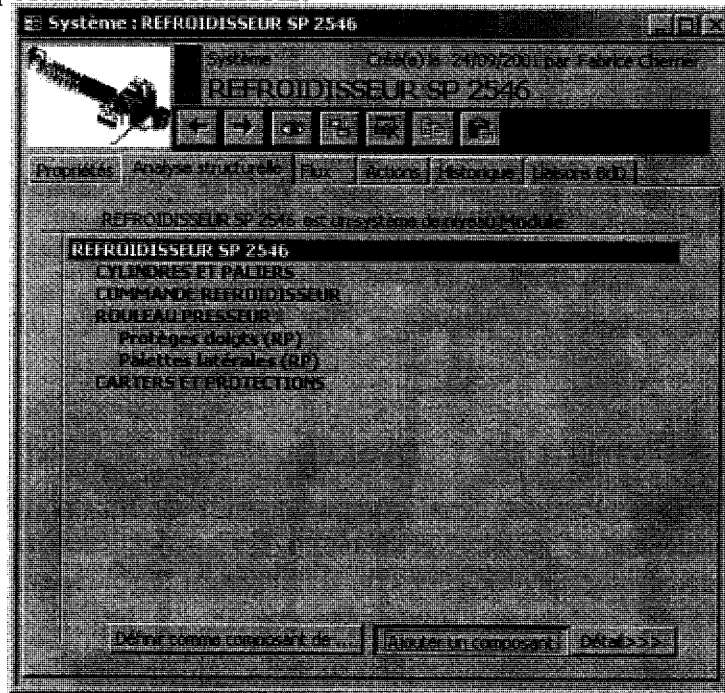 Système : REFROIDISSEUR SP 2546
Système Créé(e) le 24/09/2001 par Fabrice
REFROIDISSEUR SP 2546
Propriétés Analyse structurelle Flux Actions Historique Liaisons
REFROIDISSEUR SP 2546 est un système de niveau Module
REFROIDISSEUR SP 2546
CYLINDRES ET PALIERS
COMMANDE REFROIDISSEUR
ROULEAU PRESSEUR
Protèges doigts (RP)
Palettes latérales (RP)
CARTERS ET PROTECTIONS
Définir comme composant de... Ajouter un composant Détail>>>